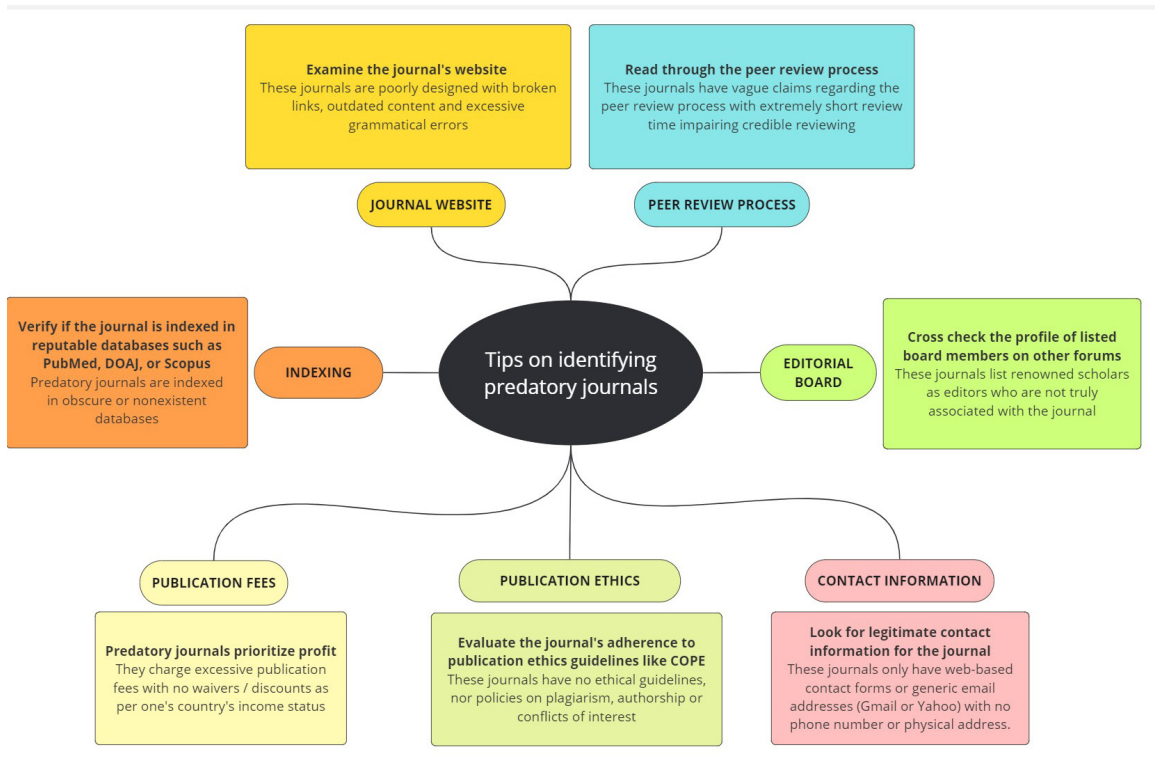 Examine the journal's website
These journals are poorly designed with broken
links, outdated content and excessive
grammatical errors
Read through the peer review process
These journals have vague claims regarding the
peer review process with extremely short review
time impairing credible reviewing
JOURNAL WEBSITE
PEER REVIEW PROCESS
Verify if the journal is indexed in
reputable databases such as
PubMed, DOAJ, or Scopus
Predatory journals are indexed
in obscure or nonexistent
databases
INDEXING
Tips on identifying
predatory journals
EDITORIAL
BOARD
Cross check the profile of listed
board members on other forums
These journals list renowned scholars
as editors who are not truly
associated with the journal
PUBLICATION FEES
PUBLICATION ETHICS
CONTACT INFORMATION
Predatory journals prioritize profit
They charge excessive publication
fees with no waivers / discounts as
per one's country's income status
Evaluate the journal's adherence to
publication ethics guidelines like COPE
These journals have no ethical guidelines,
nor policies on plagiarism, authorship or
conflicts of interest
Look for legitimate contact
information for the journal
These journals only have web-based
contact forms or generic email
addresses (Gmail or Yahoo) with no
phone number or physical address.